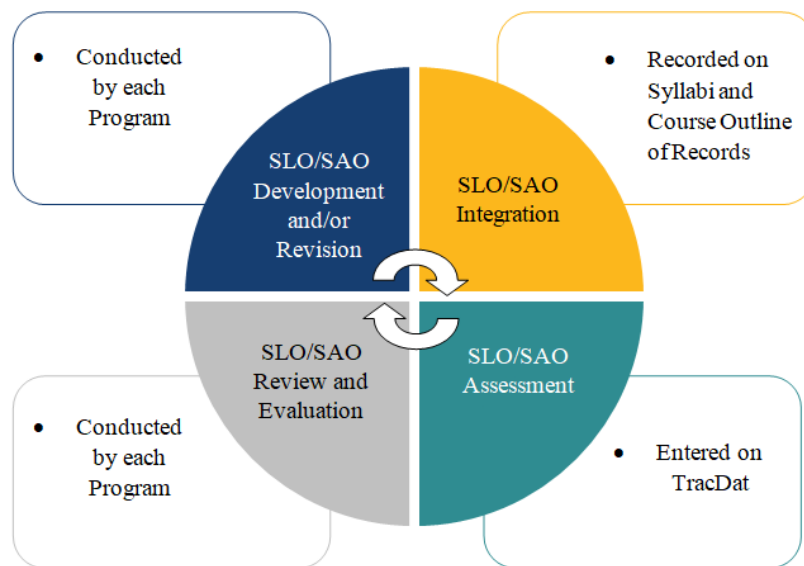 • Conducted
by each
Program
• Recorded on
Syllabi and
Course Outline
of Records
SLO/SAO
Development
and/or
Revision
SLO/SAO
Integration
SLO/SAO
Review and
Evaluation
SLO/SAO
Assessment
• Conducted
by each
Program
• Entered on
TracDat